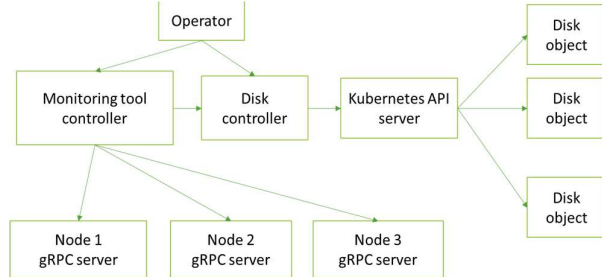 Operator
Disk
object
Monitoring tool
controller
Disk
controller
Kubernetes API
server
Disk
object
Disk
object
Node 1
gRPC server
Node 2
gRPC server
Node 3
gRPC server